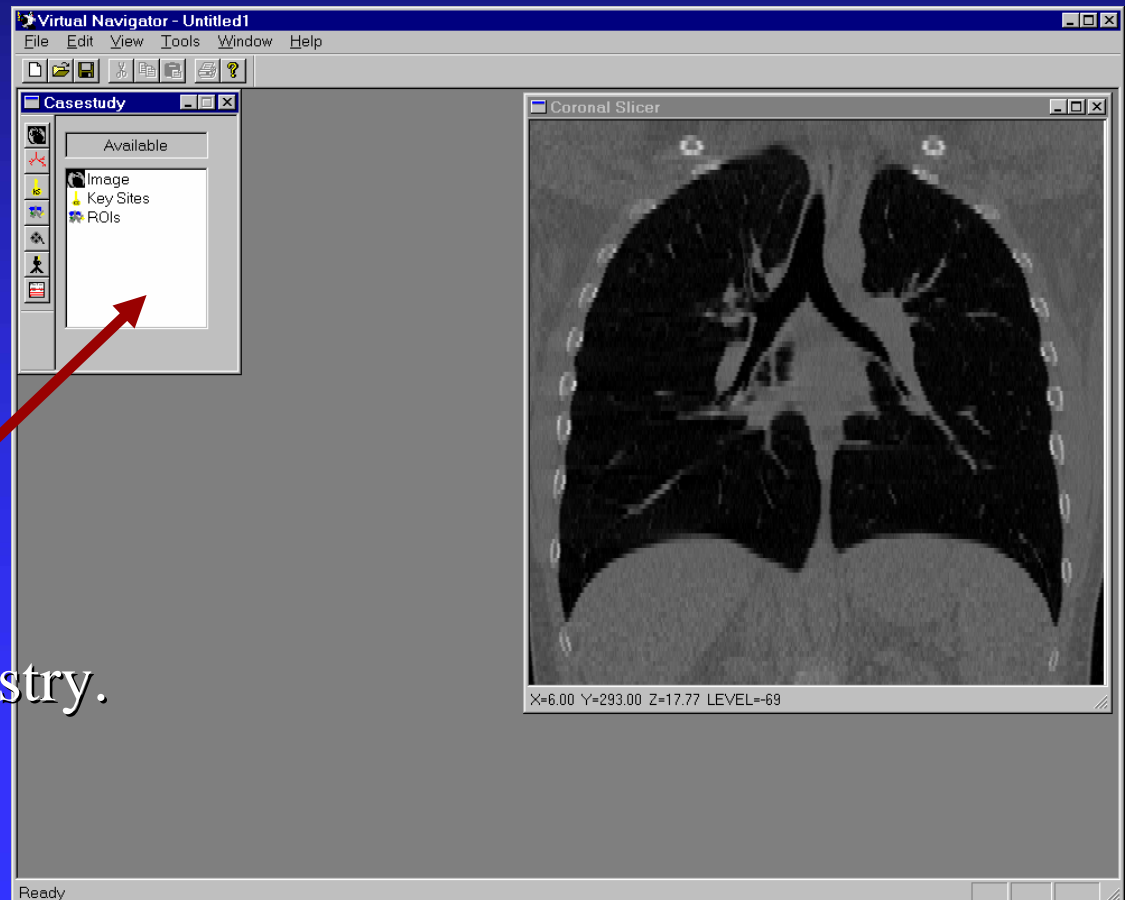 Virtual Navigator - Untitled1
File Edit View Tools Window Help
Casestudy
Available
Image
Key Sites
ROIs
Coronal Slicer
X=6.00 Y=293.00 Z=17.77 LEVEL=-69
stry.
Ready